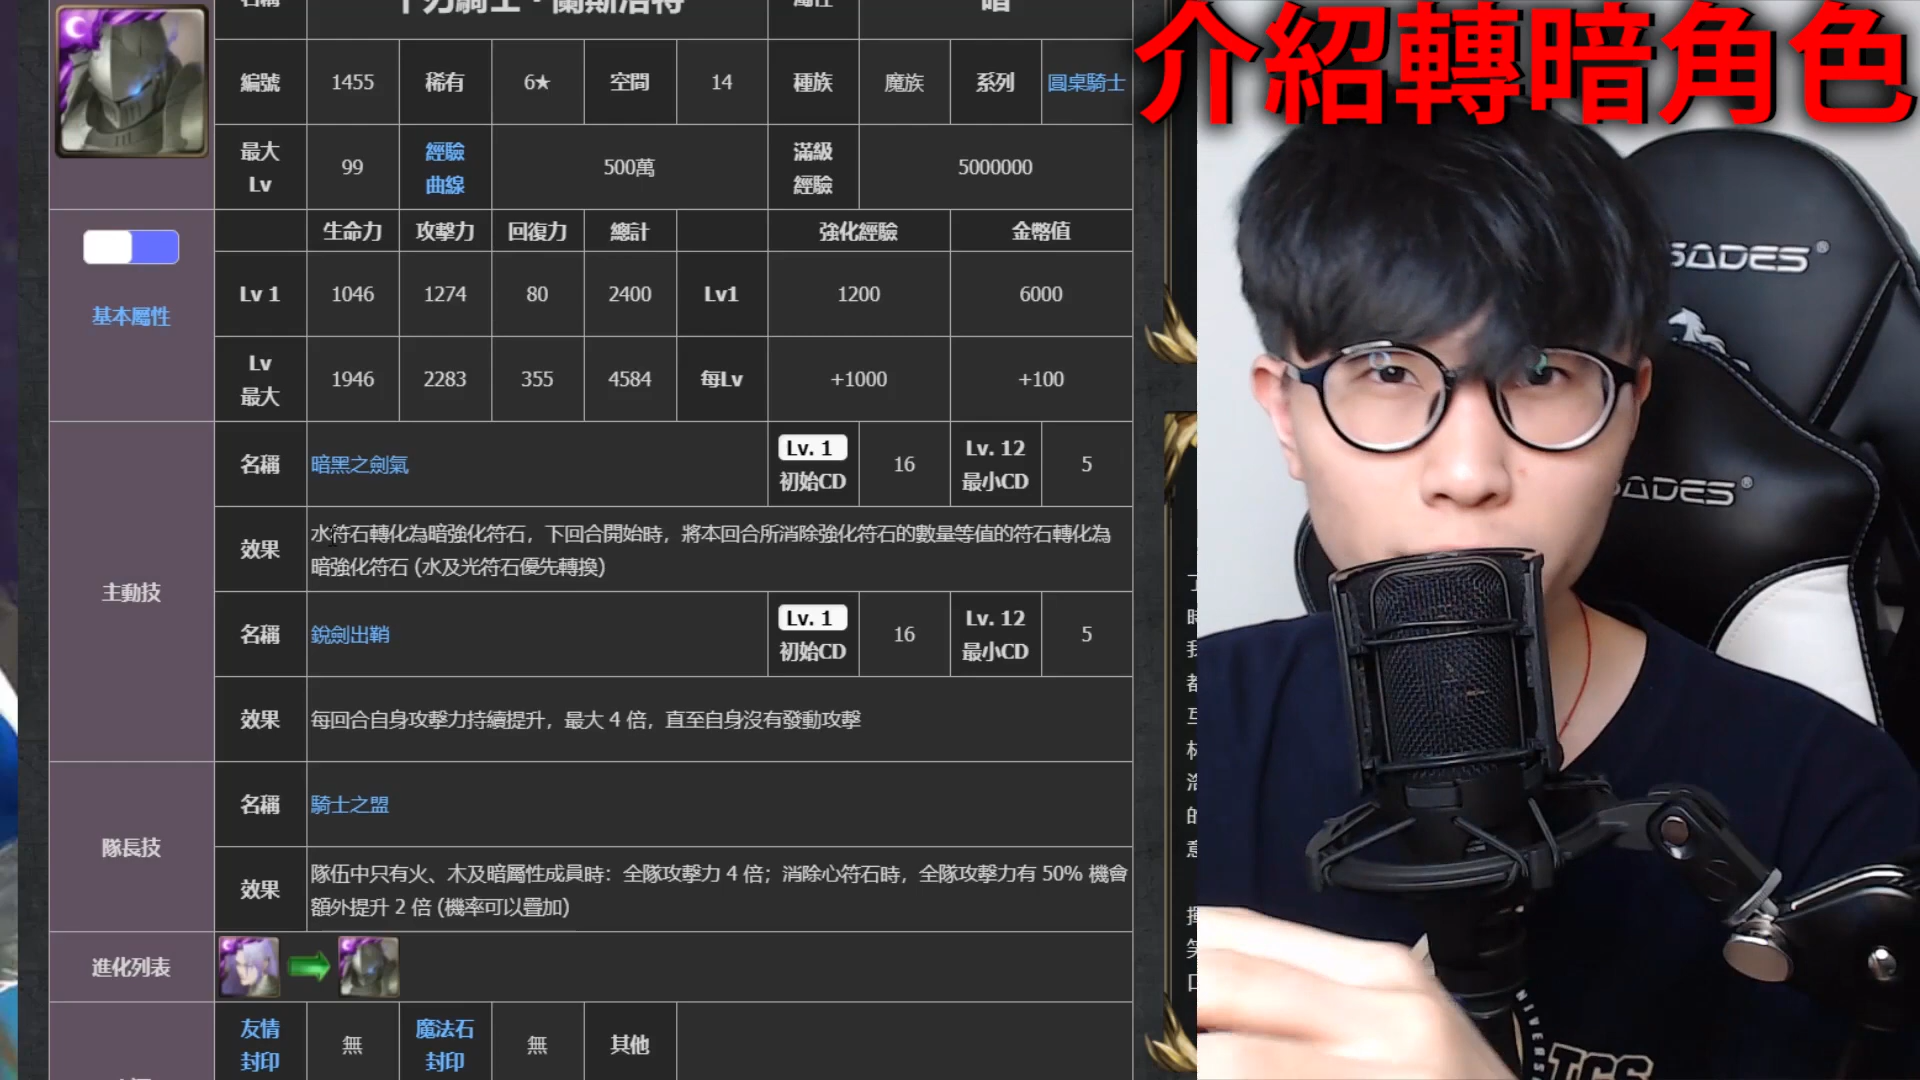 名稱 十刃騎士‧蘭斯洛特 屬性 暗
介紹轉暗角色
編號 1455 稀有 6★ 空間 14 種族 魔族 系列 圓桌騎士
最大 Lv 99 經驗曲線 500萬 滿級經驗 5000000
生命力 攻擊力 回復力 總計 強化經驗 金幣值
基本屬性
Lv 1 1046 1274 80 2400 Lv1 1200 6000
Lv 最大 1946 2283 355 4584 每Lv +1000 +100
主動技
名稱 暗黑之劍氣 Lv. 1 初始CD 16 Lv. 12 最小CD 5
效果 水符石轉化為暗強化符石，下回合開始時，將本回合所消除強化符石的數量等值的符石轉化為
暗強化符石 (水及光符石優先轉換)
名稱 銳劍出鞘 Lv. 1 初始CD 16 Lv. 12 最小CD 5
效果 每回合自身攻擊力持續提升，最大 4 倍，直至自身沒有發動攻擊
隊長技
名稱 騎士之盟
效果 隊伍中只有火、木及暗屬性成員時：全隊攻擊力 4 倍；消除心符石時，全隊攻擊力有 50% 機會
額外提升 2 倍 (機率可以疊加)
進化列表
友情封印 無 魔法石封印 無 其他
SADES®
ADES®
TCS